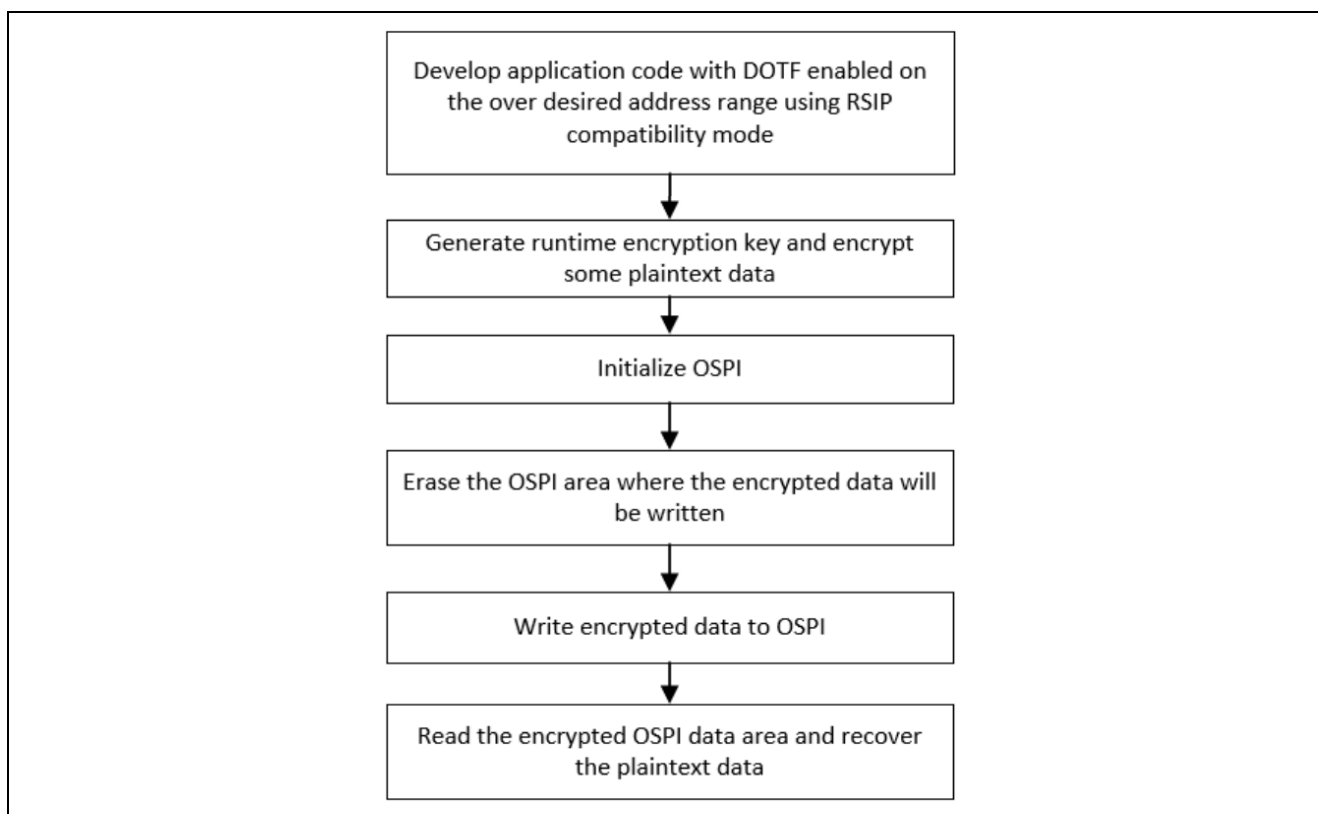 Develop application code with DOTF enabled on
the over desired address range using RSIP
compatibility mode
Generate runtime encryption key and encrypt
some plaintext data
Initialize OSPI
Erase the OSPI area where the encrypted data will
be written
Write encrypted data to OSPI
Read the encrypted OSPI data area and recover
the plaintext data